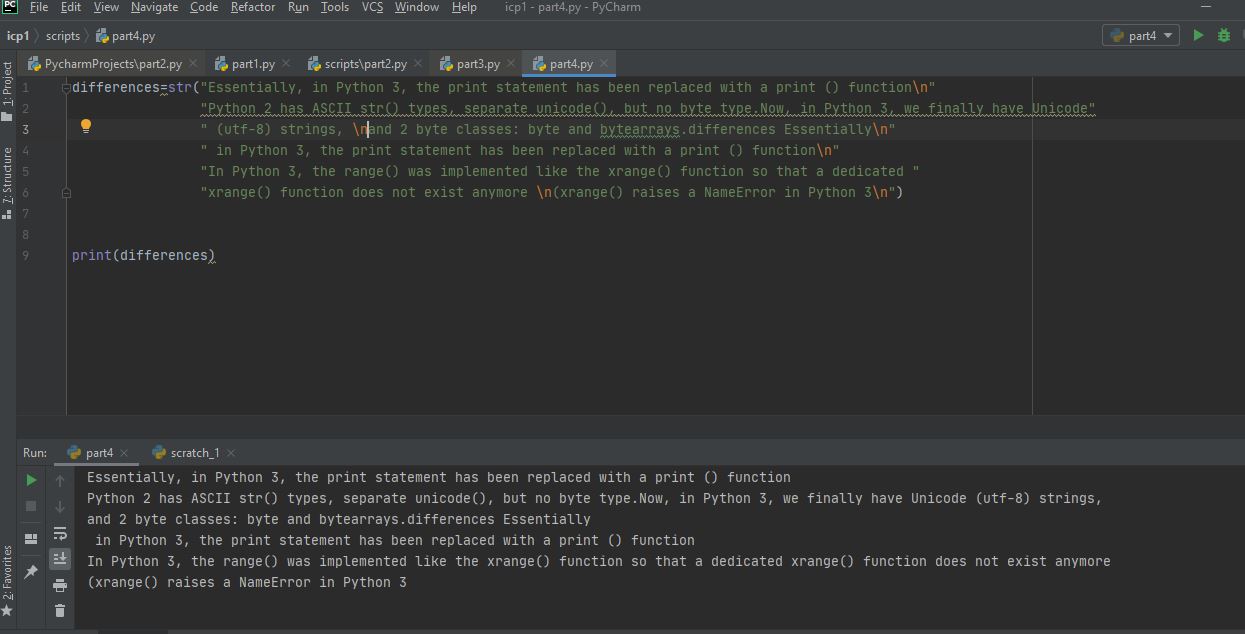 PC File Edit View Navigate Code Refactor Run Tools VCS Window Help icp1 - part4.py - PyCharm
icp1 scripts part4.py part4
PycharmProjects\part2.py part1.py scripts\part2.py part3.py part4.py
1: Project
7: Structure
2: Favorites
1 differences=str("Essentially, in Python 3, the print statement has been replaced with a print () function\n"
2 "Python 2 has ASCII str() types, separate unicode(), but no byte type.Now, in Python 3, we finally have Unicode"
3 " (utf-8) strings, \nand 2 byte classes: byte and bytearrays.differences Essentially\n"
4 " in Python 3, the print statement has been replaced with a print () function\n"
5 "In Python 3, the range() was implemented like the xrange() function so that a dedicated "
6 "xrange() function does not exist anymore \n(xrange() raises a NameError in Python 3\n")
7
8
9 print(differences)
Run: part4 scratch_1
Essentially, in Python 3, the print statement has been replaced with a print () function
Python 2 has ASCII str() types, separate unicode(), but no byte type.Now, in Python 3, we finally have Unicode (utf-8) strings,
and 2 byte classes: byte and bytearrays.differences Essentially
in Python 3, the print statement has been replaced with a print () function
In Python 3, the range() was implemented like the xrange() function so that a dedicated xrange() function does not exist anymore
(xrange() raises a NameError in Python 3